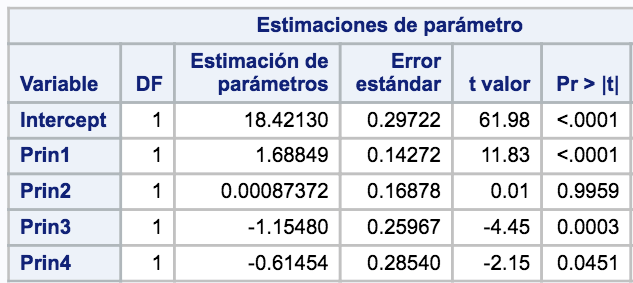 Estimaciones de parámetro
Variable DF Estimación de parámetros Error estándar t valor Pr > |t|
Intercept 1 18.42130 0.29722 61.98 <.0001
Prin1 1 1.68849 0.14272 11.83 <.0001
Prin2 1 0.00087372 0.16878 0.01 0.9959
Prin3 1 -1.15480 0.25967 -4.45 0.0003
Prin4 1 -0.61454 0.28540 -2.15 0.0451